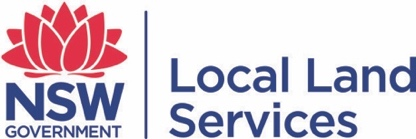 NSW
GOVERNMENT
Local Land
Services